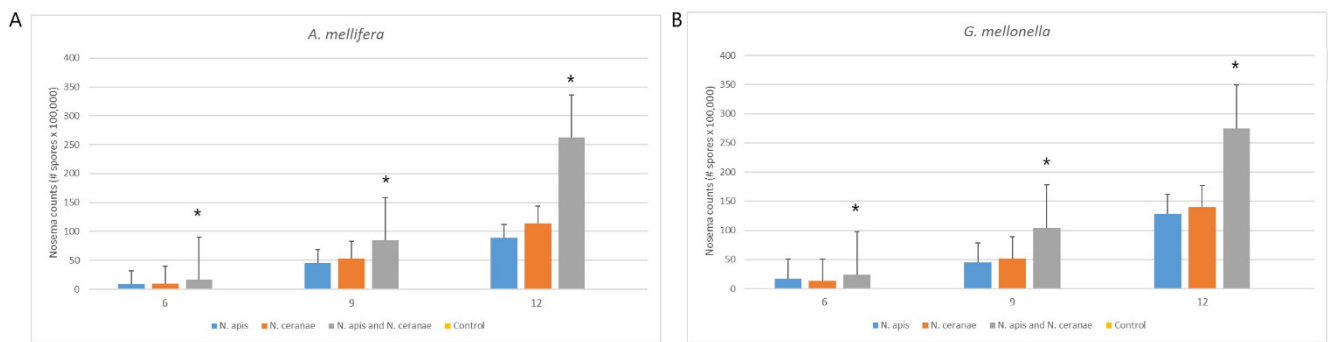 A
A. mellifera
Nosema counts (# spores x 100,000)
400
350
300
250
200
150
100
50
0
*
*
*
6
9
12
N. apis
N. ceranae
N. apis and N. ceranae
Control
B
G. mellonella
Nosema counts (# spores x 100,000)
400
350
300
250
200
150
100
50
0
*
*
*
6
9
12
N. apis
N. ceranae
N. apis and N. ceranae
Control